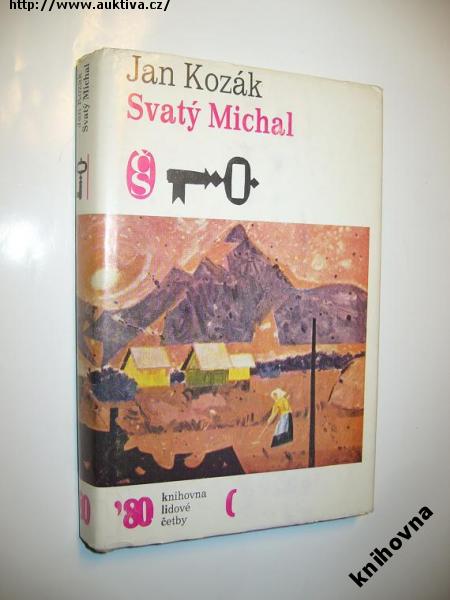 http://www.auktiva.cz/
Jan Kozák
Svatý Michal
Jan Kozák
Svatý Michal
čs
'80
knihovna
lidové
četby
knihovna